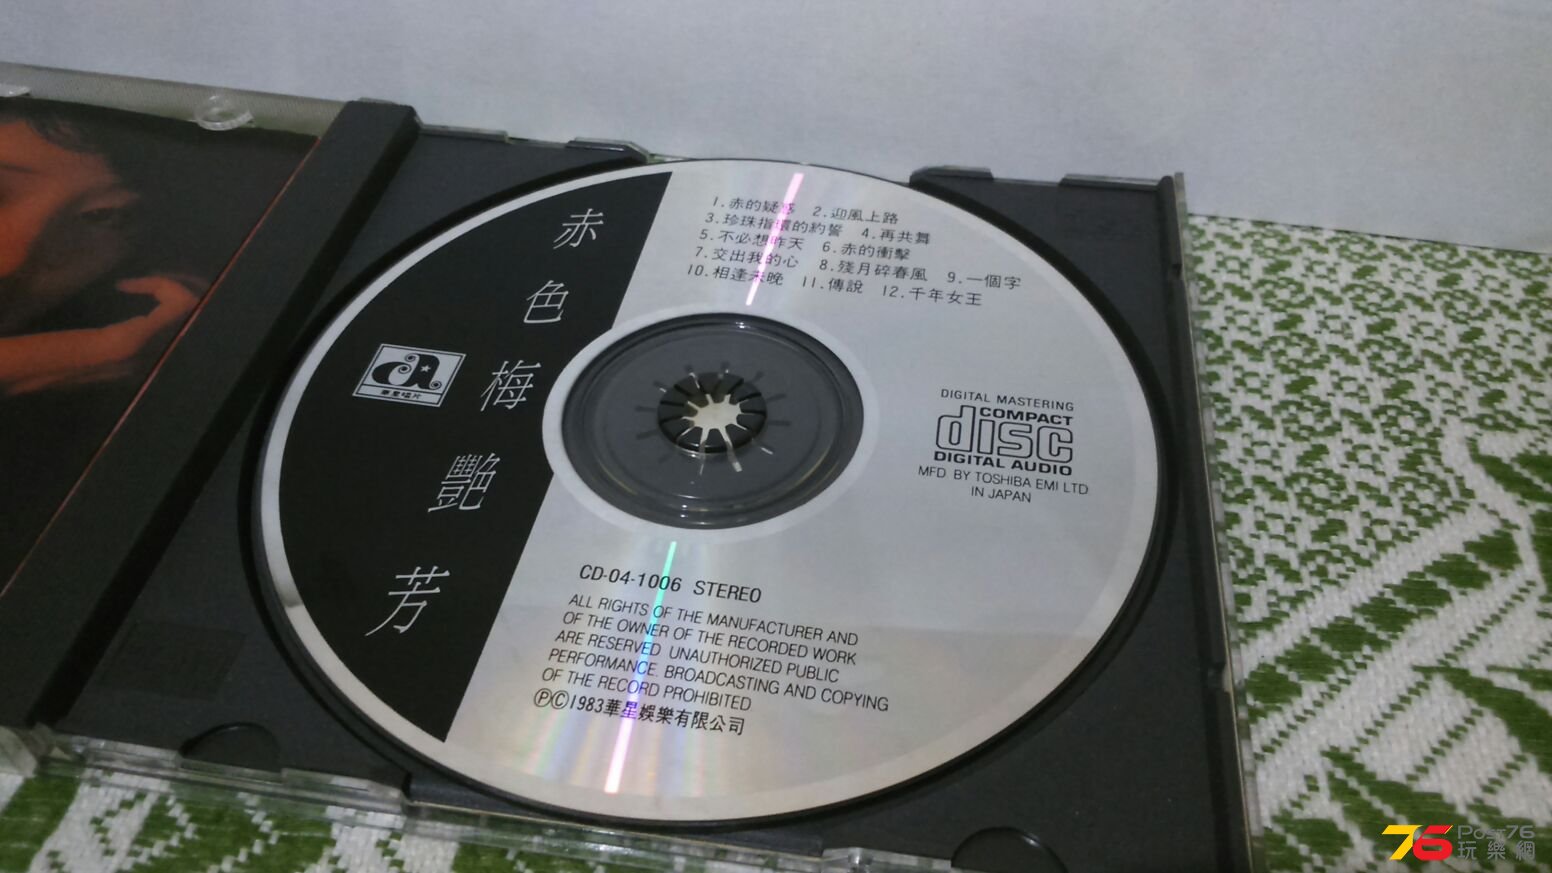 赤色梅艷芳
華星唱片
1.赤的疑惑 2.迎風上路
3.珍珠指環的約誓 4.再共舞
5.不必想昨天 6.赤的衝擊
7.交出我的心 8.殘月碎春風 9.一個字
10.相逢未晚 11.傳說 12.千年女王
DIGITAL MASTERING
COMPACT
disc
DIGITAL AUDIO
MFD BY TOSHIBA EMI LTD
IN JAPAN
CD-04-1006 STEREO
ALL RIGHTS OF THE MANUFACTURER AND
OF THE OWNER OF THE RECORDED WORK
ARE RESERVED UNAUTHORIZED PUBLIC
PERFORMANCE. BROADCASTING AND COPYING
OF THE RECORD PROHIBITED
ⓅⒸ1983華星娛樂有限公司
76 Post76
玩樂網